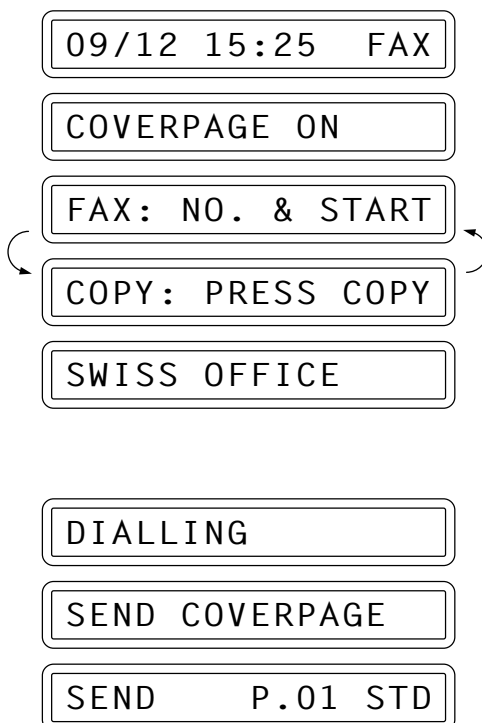 09/12 15:25 FAX
COVERPAGE ON
FAX: NO. & START
COPY: PRESS COPY
SWISS OFFICE
DIALLING
SEND COVERPAGE
SEND P.01 STD